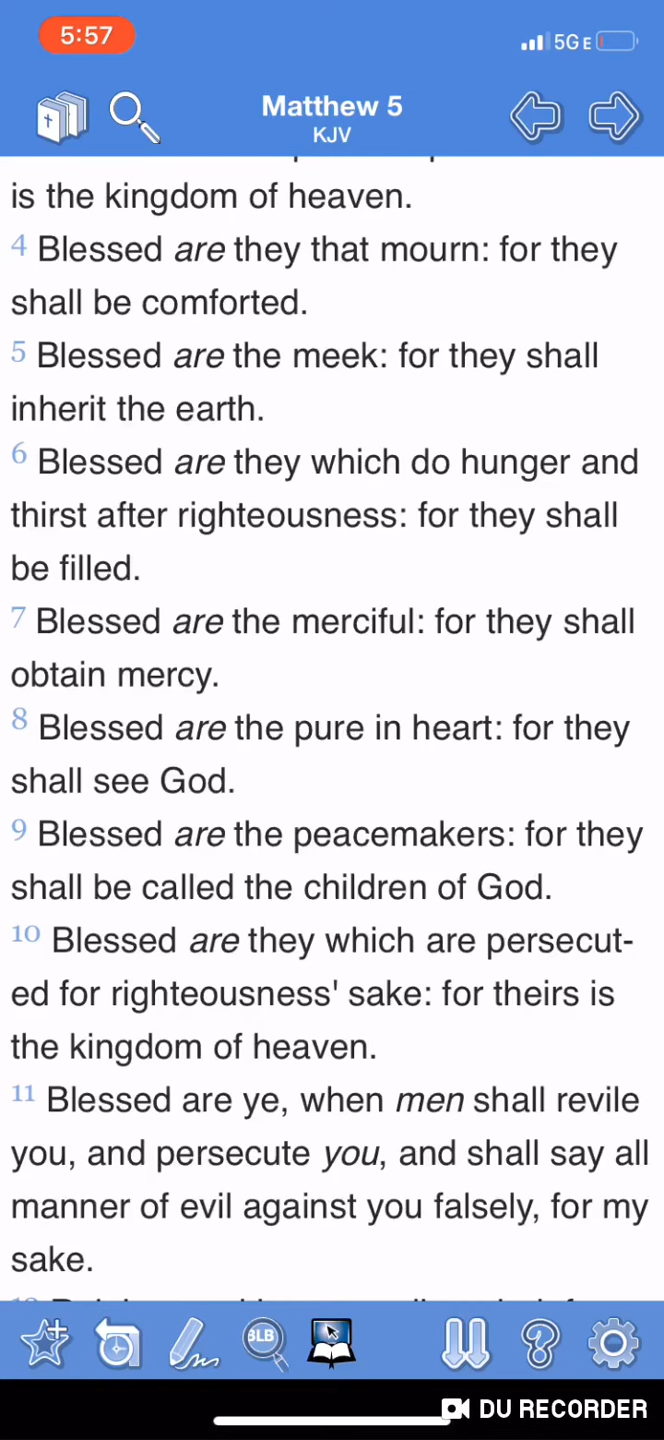 5:57
5G E
Matthew 5
KJV
is the kingdom of heaven.
4 Blessed are they that mourn: for they
shall be comforted.
5 Blessed are the meek: for they shall
inherit the earth.
6 Blessed are they which do hunger and
thirst after righteousness: for they shall
be filled.
7 Blessed are the merciful: for they shall
obtain mercy.
8 Blessed are the pure in heart: for they
shall see God.
9 Blessed are the peacemakers: for they
shall be called the children of God.
10 Blessed are they which are persecut-
ed for righteousness' sake: for theirs is
the kingdom of heaven.
11 Blessed are ye, when men shall revile
you, and persecute you, and shall say all
manner of evil against you falsely, for my
sake.
BLB
DU RECORDER